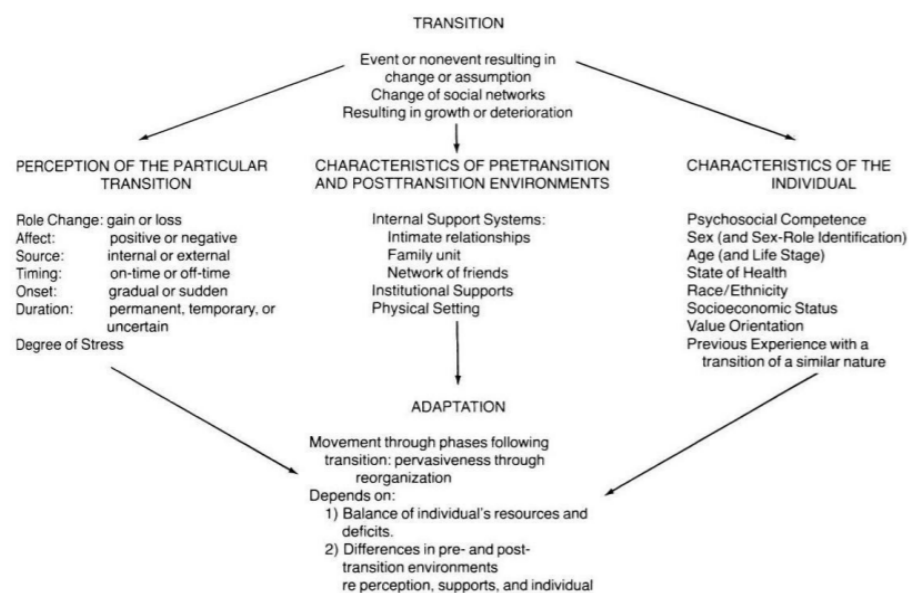 TRANSITION
Event or nonevent resulting in
change or assumption
Change of social networks
Resulting in growth or deterioration
PERCEPTION OF THE PARTICULAR
TRANSITION
Role Change: gain or loss
Affect: positive or negative
Source: internal or external
Timing: on-time or off-time
Onset: gradual or sudden
Duration: permanent, temporary, or
uncertain
Degree of Stress
CHARACTERISTICS OF PRETRANSITION
AND POSTTRANSITION ENVIRONMENTS
Internal Support Systems:
Intimate relationships
Family unit
Network of friends
Institutional Supports
Physical Setting
CHARACTERISTICS OF THE
INDIVIDUAL
Psychosocial Competence
Sex (and Sex-Role Identification)
Age (and Life Stage)
State of Health
Race/Ethnicity
Socioeconomic Status
Value Orientation
Previous Experience with a
transition of a similar nature
ADAPTATION
Movement through phases following
transition: pervasiveness through
reorganization
Depends on:
1) Balance of individual's resources and
deficits.
2) Differences in pre- and post-
transition environments
re perception, supports, and individual